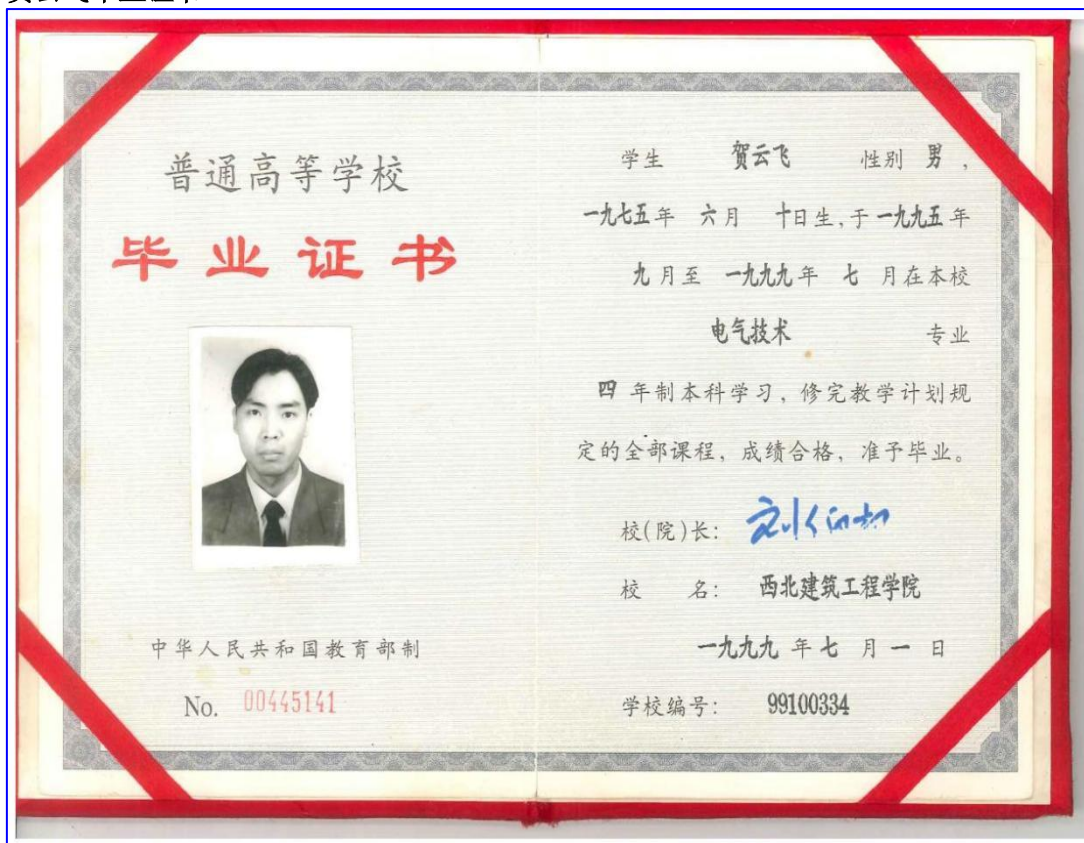 普通高等学校
毕业证书
中华人民共和国教育部制
No. 00445141
学生 贺云飞 性别 男,
一九七五年 六月 十日生,于一九九五年
九月至 一九九九年 七 月在本校
电气技术 专业
四 年制本科学习,修完教学计划规
定的全部课程,成绩合格,准予毕业。
校(院)长:
校 名: 西北建筑工程学院
一九九九 年 七 月 一 日
学校编号: 99100334